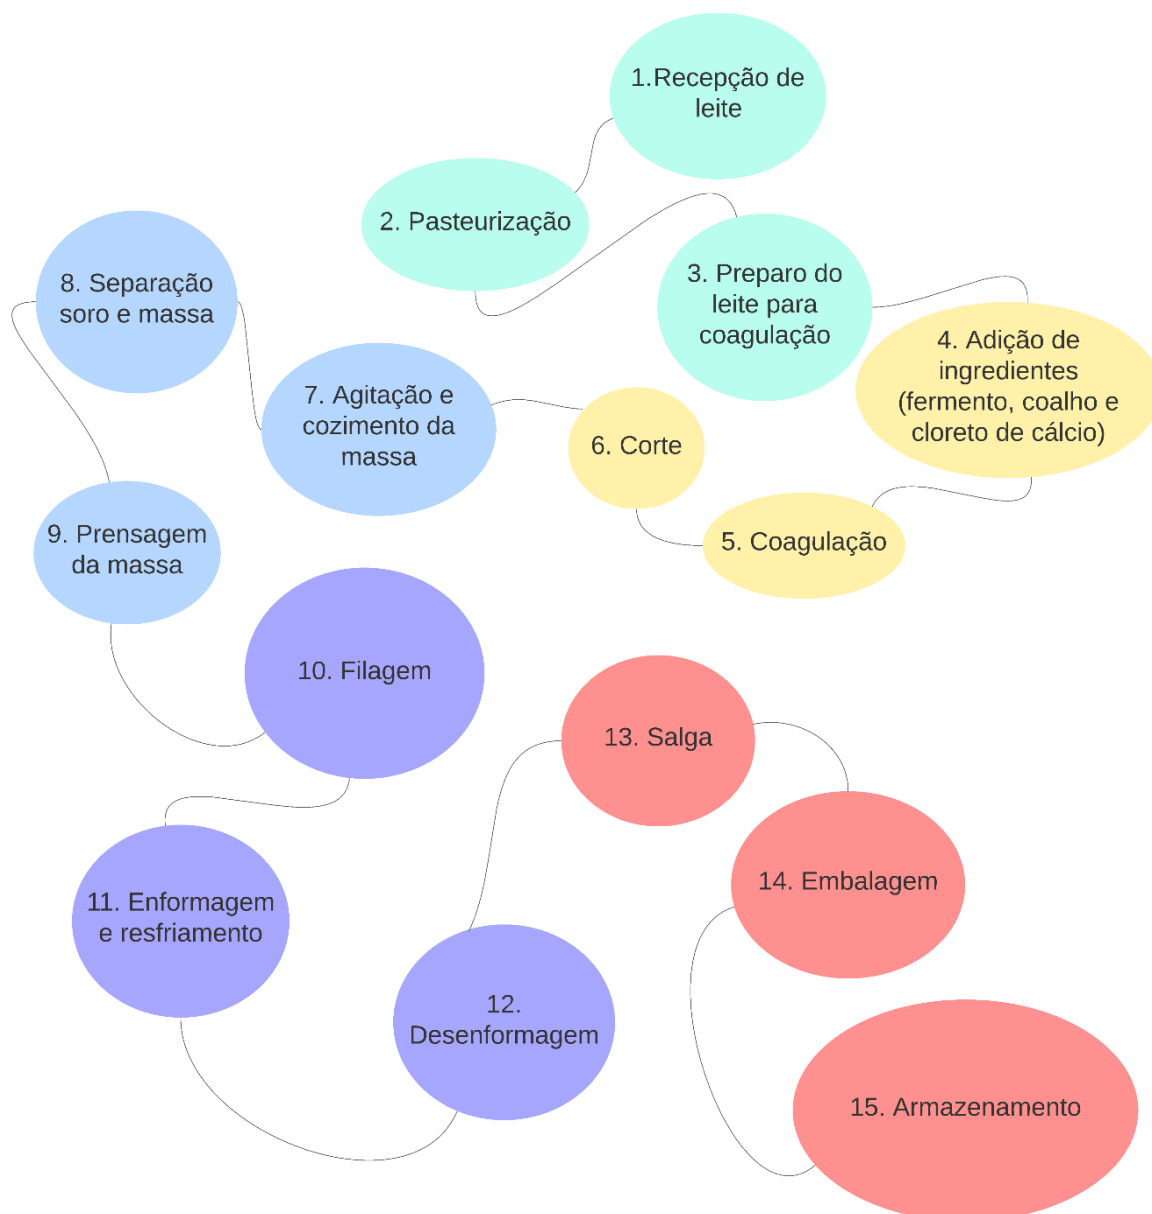 1.Recepção de
leite
2. Pasteurização
3. Preparo do
leite para
coagulação
4. Adição de
ingredientes
(fermento, coalho e
cloreto de cálcio)
5. Coagulação
6. Corte
7. Agitação e
cozimento da
massa
8. Separação
soro e massa
9. Prensagem
da massa
10. Filagem
11. Enformagem
e resfriamento
12.
Desenformagem
13. Salga
14. Embalagem
15. Armazenamento